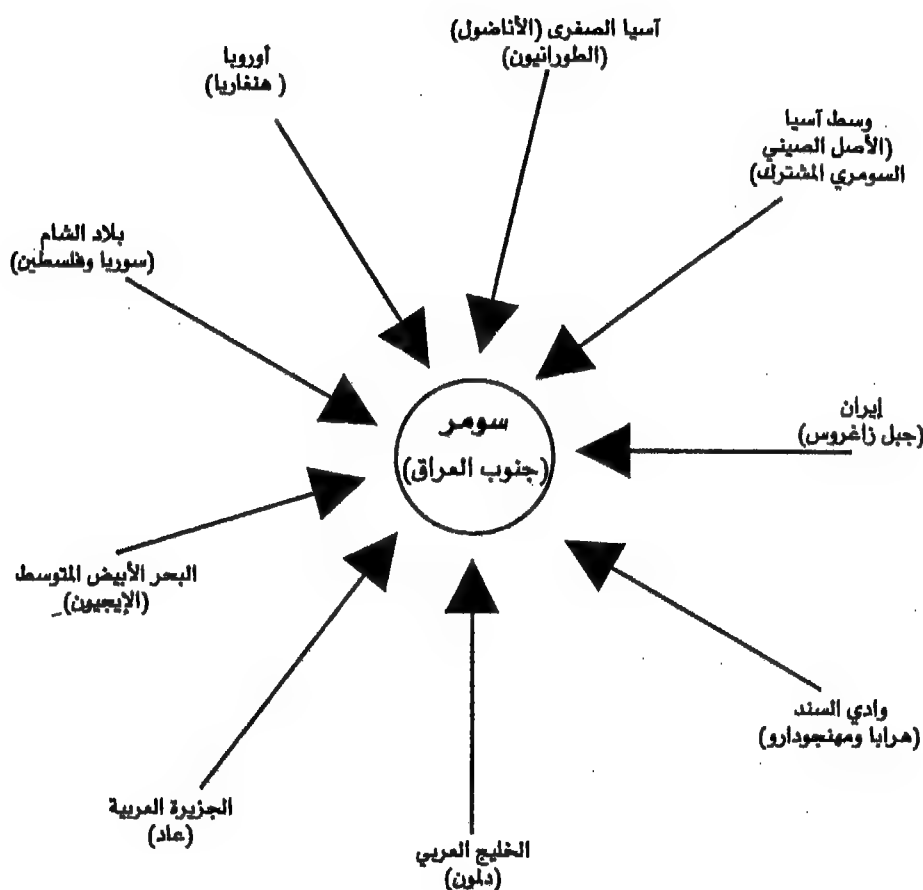 آسيا الصغرى (الأناضول)
(الطورانيون)
أوروبا
(هنغاريا)
وسط آسيا
(الأصل الصيني
السومري المشترك)
بلاد الشام
(سوريا وفلسطين)
إيران
(جبل زاغروس)
سومر
(جنوب العراق)
البحر الأبيض المتوسط
(الإيجيون)
وادي السند
(هرابا ومهنجودارو)
الجزيرة العربية
(عاد)
الخليج العربي
(دلمون)